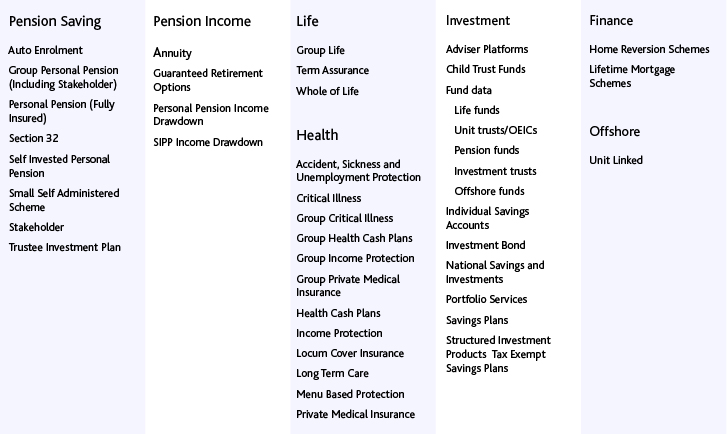 Pension Saving
Auto Enrolment
Group Personal Pension
(Including Stakeholder)
Personal Pension (Fully
Insured)
Section 32
Self Invested Personal
Pension
Small Self Administered
Scheme
Stakeholder
Trustee Investment Plan
Pension Income
Annuity
Guaranteed Retirement
Options
Personal Pension Income
Drawdown
SIPP Income Drawdown
Life
Group Life
Term Assurance
Whole of Life
Health
Accident, Sickness and
Unemployment Protection
Critical Illness
Group Critical Illness
Group Health Cash Plans
Group Income Protection
Group Private Medical
Insurance
Health Cash Plans
Income Protection
Locum Cover Insurance
Long Term Care
Menu Based Protection
Private Medical Insurance
Investment
Adviser Platforms
Child Trust Funds
Fund data
Life funds
Unit trusts/OEICs
Pension funds
Investment trusts
Offshore funds
Individual Savings
Accounts
Investment Bond
National Savings and
Investments
Portfolio Services
Savings Plans
Structured Investment
Products Tax Exempt
Savings Plans
Finance
Home Reversion Schemes
Lifetime Mortgage
Schemes
Offshore
Unit Linked